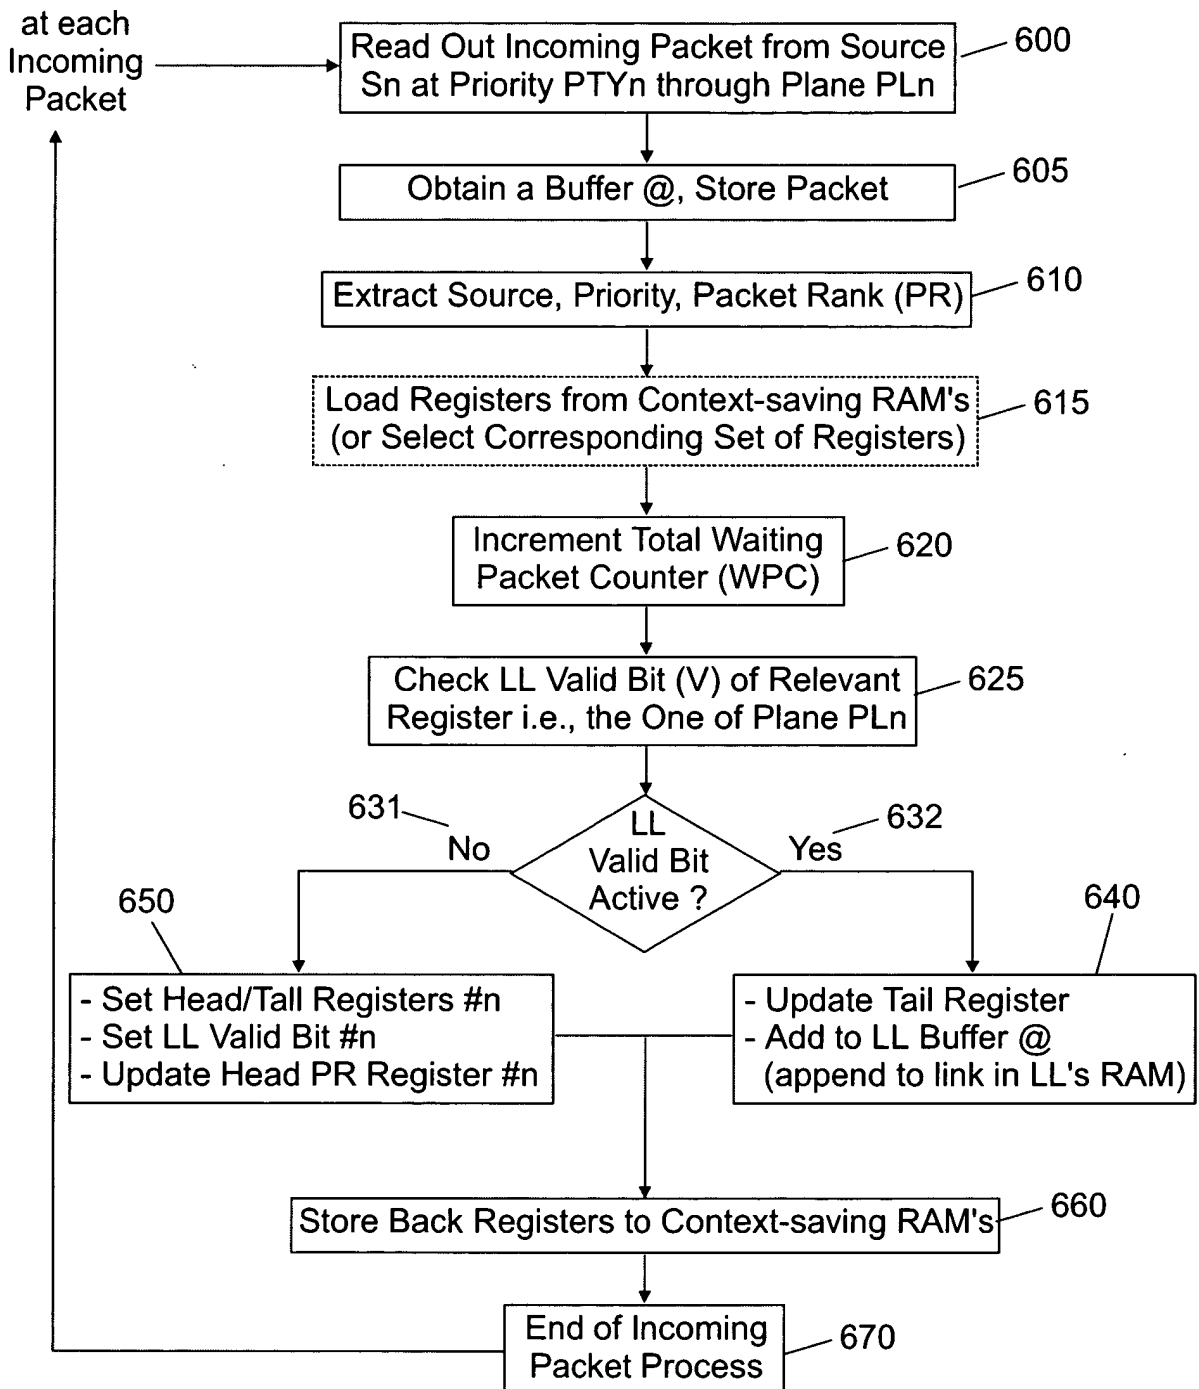 at each
Incoming
Packet
Read Out Incoming Packet from Source
Sn at Priority PTYn through Plane PLn
600
Obtain a Buffer @, Store Packet
605
Extract Source, Priority, Packet Rank (PR)
610
Load Registers from Context-saving RAM's
(or Select Corresponding Set of Registers)
615
Increment Total Waiting
Packet Counter (WPC)
620
Check LL Valid Bit (V) of Relevant
Register i.e., the One of Plane PLn
625
631
No
LL
Valid Bit
Active ?
632
Yes
650
- Set Head/Tall Registers #n
- Set LL Valid Bit #n
- Update Head PR Register #n
640
- Update Tail Register
- Add to LL Buffer @
(append to link in LL's RAM)
Store Back Registers to Context-saving RAM's
660
End of Incoming
Packet Process
670